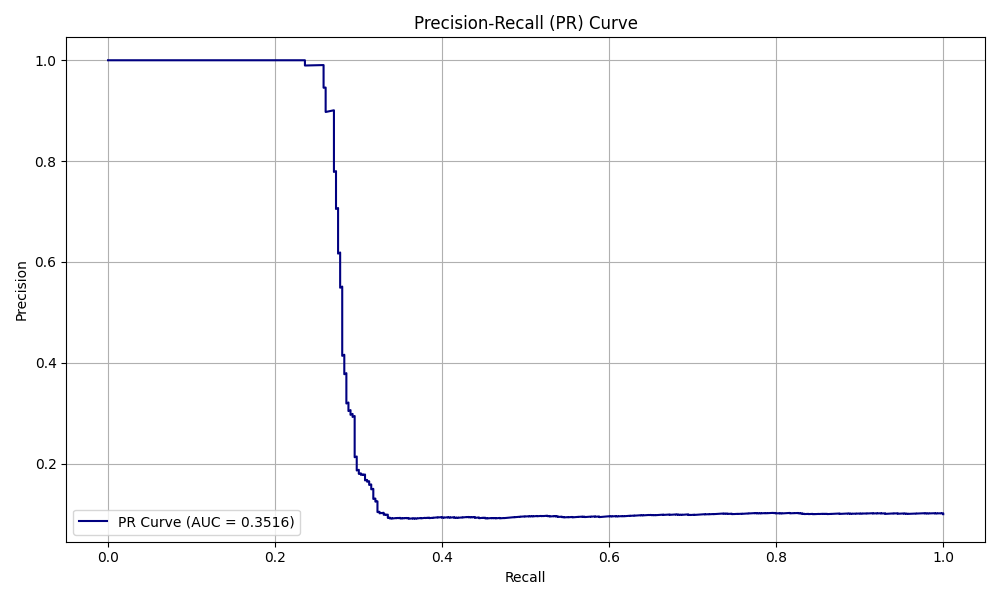 Precision-Recall (PR) Curve
Precision
1.0
0.8
0.6
0.4
0.2
PR Curve (AUC = 0.3516)
0.0 0.2 0.4 0.6 0.8 1.0
Recall